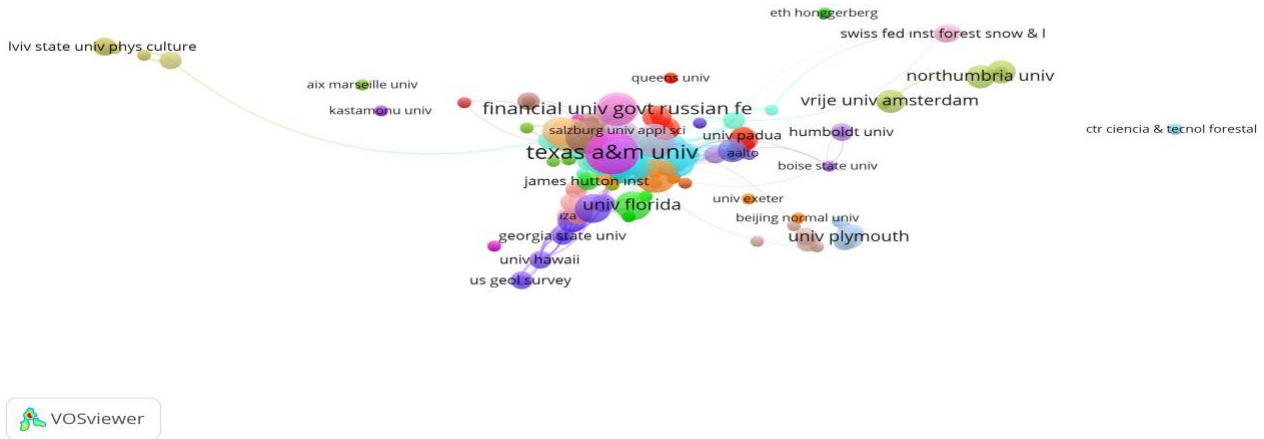 eth honggerberg
swiss fed inst forest snow & l
lviv state univ phys culture
queens univ
northumbria univ
aix marseille univ
vrije univ amsterdam
kastamonu univ
financial univ govt russian fe
salzburg univ appl sci
univ padua
humboldt univ
ctr ciencia & tecnol forestal
texas a&m univ
aalto
boise state univ
james hutton inst
univ exeter
univ florida
iza
beijing normal univ
georgia state univ
univ plymouth
univ hawaii
us geol survey
VOSviewer